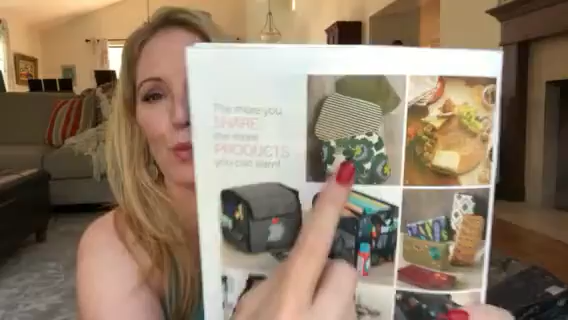 The more you
SHARE
the more
PRODUCTS
you can earn!